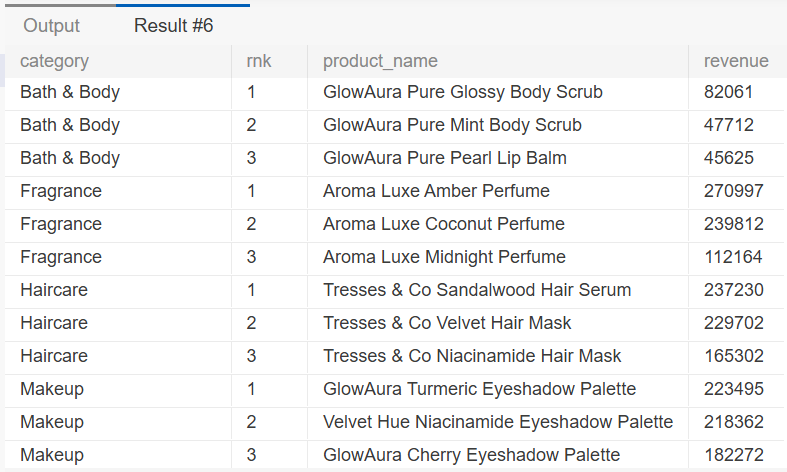 Output Result #6
category rnk product_name revenue
Bath & Body 1 GlowAura Pure Glossy Body Scrub 82061
Bath & Body 2 GlowAura Pure Mint Body Scrub 47712
Bath & Body 3 GlowAura Pure Pearl Lip Balm 45625
Fragrance 1 Aroma Luxe Amber Perfume 270997
Fragrance 2 Aroma Luxe Coconut Perfume 239812
Fragrance 3 Aroma Luxe Midnight Perfume 112164
Haircare 1 Tresses & Co Sandalwood Hair Serum 237230
Haircare 2 Tresses & Co Velvet Hair Mask 229702
Haircare 3 Tresses & Co Niacinamide Hair Mask 165302
Makeup 1 GlowAura Turmeric Eyeshadow Palette 223495
Makeup 2 Velvet Hue Niacinamide Eyeshadow Palette 218362
Makeup 3 GlowAura Cherry Eyeshadow Palette 182272